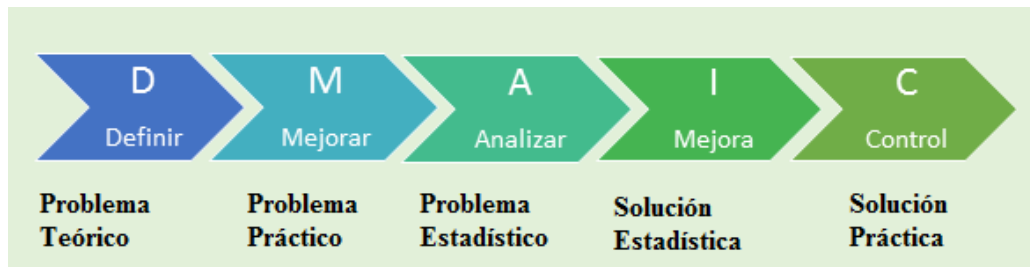 D
Definir
M
Mejorar
A
Analizar
I
Mejora
C
Control
Problema
Teórico
Problema
Práctico
Problema
Estadístico
Solución
Estadística
Solución
Práctica